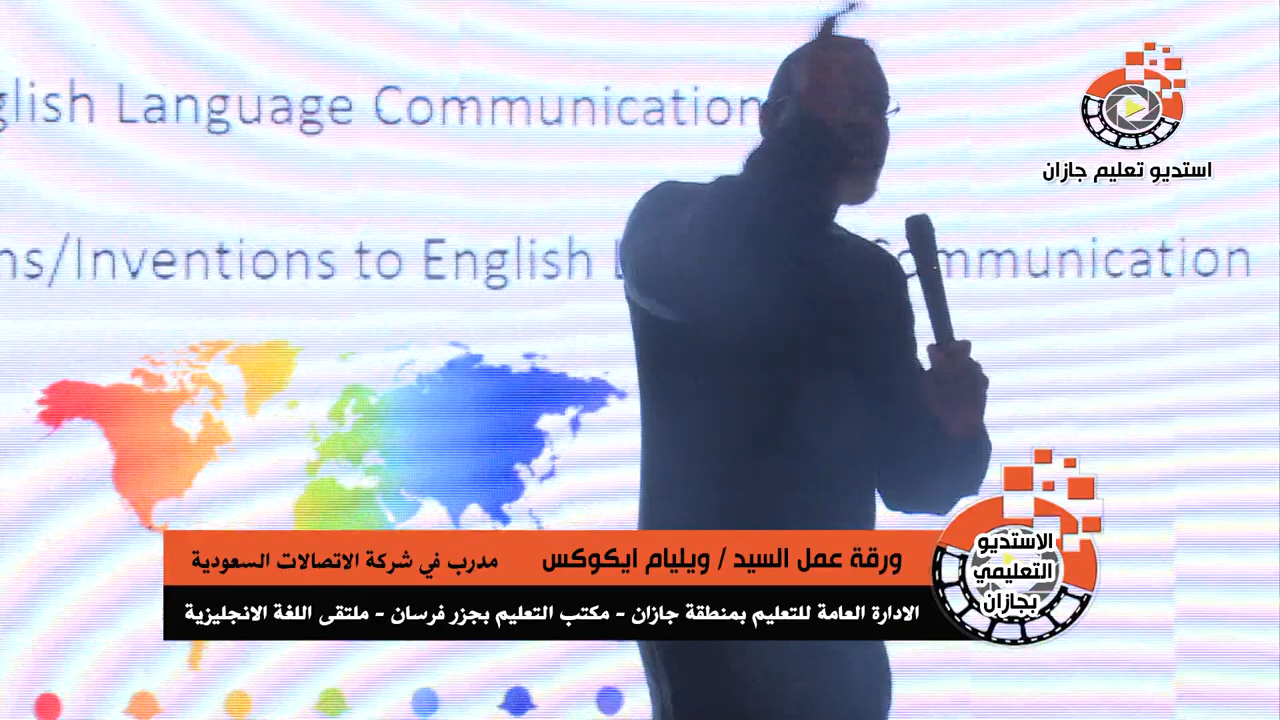 glish Language Communication
ns/Inventions to English mmunication
استديو تعليم جازان
ورقة عمل السيد / ويليام ايكوكس مدرب في شركة الاتصالات السعودية
الادارة العامة للتعليم بمنطقة جازان - مكتب التعليم بجزر فرسان - ملتقى اللغة الانجليزية
الاستديو
التعليمي
بجازان